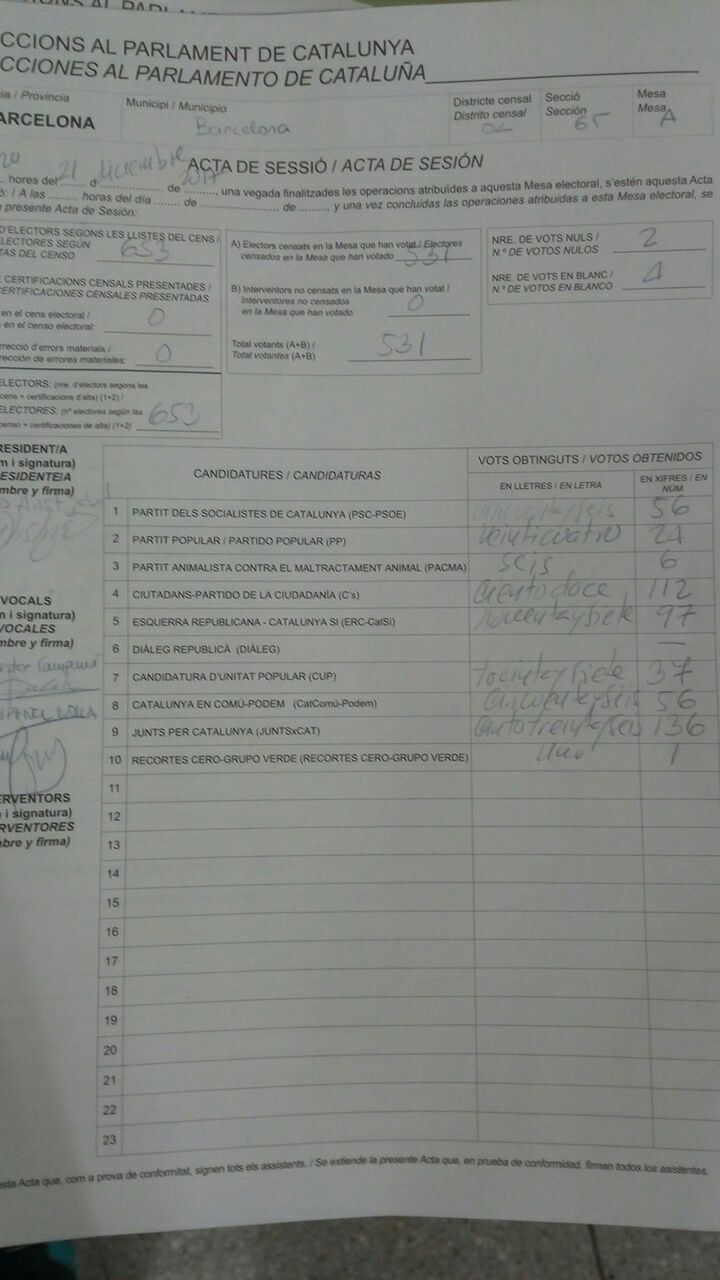 CCIONS AL PARLAMENT DE CATALUNYA
CCIONES AL PARLAMENTO DE CATALUÑA
Provincia
ARCELONA
Municipi / Municipio
Barcelona
Districte censal
Distrito censal
02
Secció
Sección
65
Mesa
Mesa
A
ACTA DE SESSIÓ / ACTA DE SESIÓN
20 hores del 21 d diciembre de 2017, una vegada finalitzades les operacions atribuïdes a aquesta Mesa electoral, s'estén aquesta Acta
: / A las ........ horas del día ........ de ........ de ........, y una vez concluidas las operaciones atribuidas a esta Mesa electoral, se
presente Acta de Sesión:
D'ELECTORS SEGONS LES LLISTES DEL CENS /
LECTORES SEGÚN
TAS DEL CENSO 653
CERTIFICACIONS CENSALS PRESENTADES /
CERTIFICACIONES CENSALES PRESENTADAS
en el cens electoral /
en el censo electoral: 0
rrecció d'errors materials /
rección de errores materiales: 0
ELECTORS: (nre. d'electors segons les
cens + certificacions d'alta) (1+2) /
ELECTORES: (nº electores según las
censo + certificaciones de alta) (1+2) 653
A) Electors censats en la Mesa que han votat / Electores
censados en la Mesa que han votado 531
B) Interventors no censats en la Mesa que han votat /
Interventores no censados
en la Mesa que han votado 0
Total votants (A+B) /
Total votantes (A+B) 531
NRE. DE VOTS NULS /
N.º DE VOTOS NULOS 2
NRE. DE VOTS EN BLANC /
N.º DE VOTOS EN BLANCO 4
RESIDENT/A
m i signatura)
RESIDENTE/A
mbre y firma)
VOCALS
m i signatura)
VOCALES
mbre y firma)
ERVENTORS
i signatura)
RVENTORES
mbre y firma)
CANDIDATURES / CANDIDATURAS
VOTS OBTINGUTS / VOTOS OBTENIDOS
EN LLETRES / EN LETRA
EN XIFRES / EN NÚM
1 PARTIT DELS SOCIALISTES DE CATALUNYA (PSC-PSOE) cincuentaysis 56
2 PARTIT POPULAR / PARTIDO POPULAR (PP) veinticuatro 24
3 PARTIT ANIMALISTA CONTRA EL MALTRACTAMENT ANIMAL (PACMA) seis 6
4 CIUTADANS-PARTIDO DE LA CIUDADANÍA (C's) ciento doce 112
5 ESQUERRA REPUBLICANA - CATALUNYA SI (ERC-CatSí) 97
6 DIÀLEG REPUBLICÀ (DIÀLEG) —
7 CANDIDATURA D'UNITAT POPULAR (CUP) 37
8 CATALUNYA EN COMÚ-PODEM (CatComú-Podem) 56
9 JUNTS PER CATALUNYA (JUNTSxCAT) 136
10 RECORTES CERO-GRUPO VERDE (RECORTES CERO-GRUPO VERDE) uno 1
11
12
13
14
15
16
17
18
19
20
21
22
23
esta Acta que, com a prova de conformitat, signen tots els assistents. / Se extiende la presente Acta que, en prueba de conformidad, firman todos los asistentes.